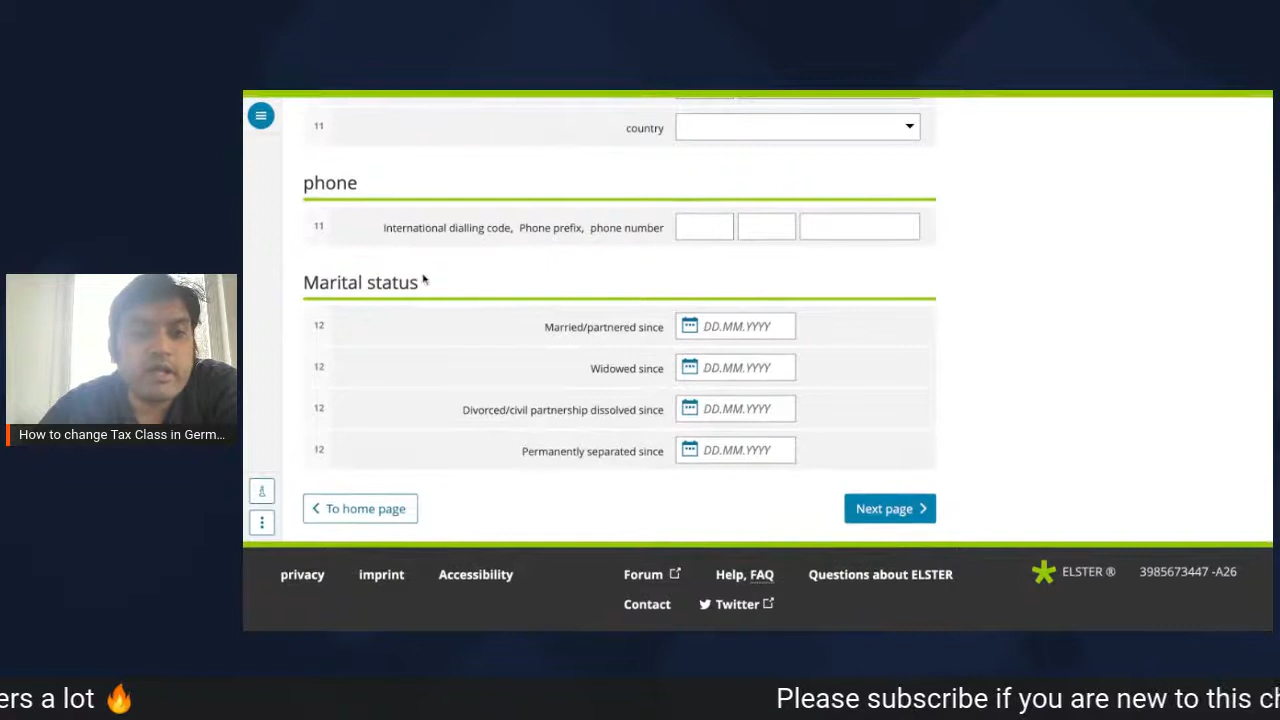 11 country
phone
11 International dialling code, Phone prefix, phone number
Marital status
12 Married/partnered since DD.MM.YYYY
12 Widowed since DD.MM.YYYY
12 Divorced/civil partnership dissolved since DD.MM.YYYY
12 Permanently separated since DD.MM.YYYY
To home page
Next page
privacy imprint Accessibility Forum Help, FAQ Questions about ELSTER ELSTER ® 3985673447 -A26
Contact Twitter
How to change Tax Class in Germ...
ers a lot 🔥 Please subscribe if you are new to this ch